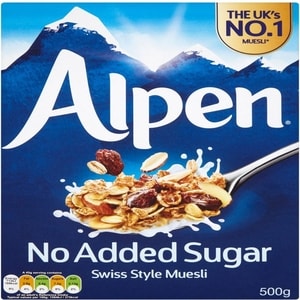 THE UK's
NO.1
MUESLI*
Alpen
No Added Sugar
Swiss Style Muesli
500g